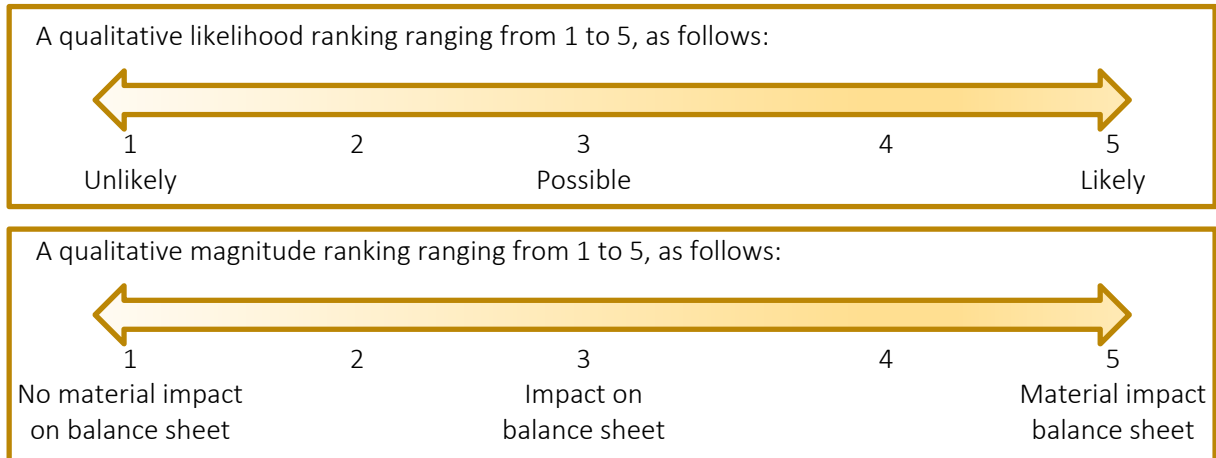 A qualitative likelihood ranking ranging from 1 to 5, as follows:
1 2 3 4 5
Unlikely Possible Likely
A qualitative magnitude ranking ranging from 1 to 5, as follows:
1 2 3 4 5
No material impact Impact on Material impact
on balance sheet balance sheet balance sheet